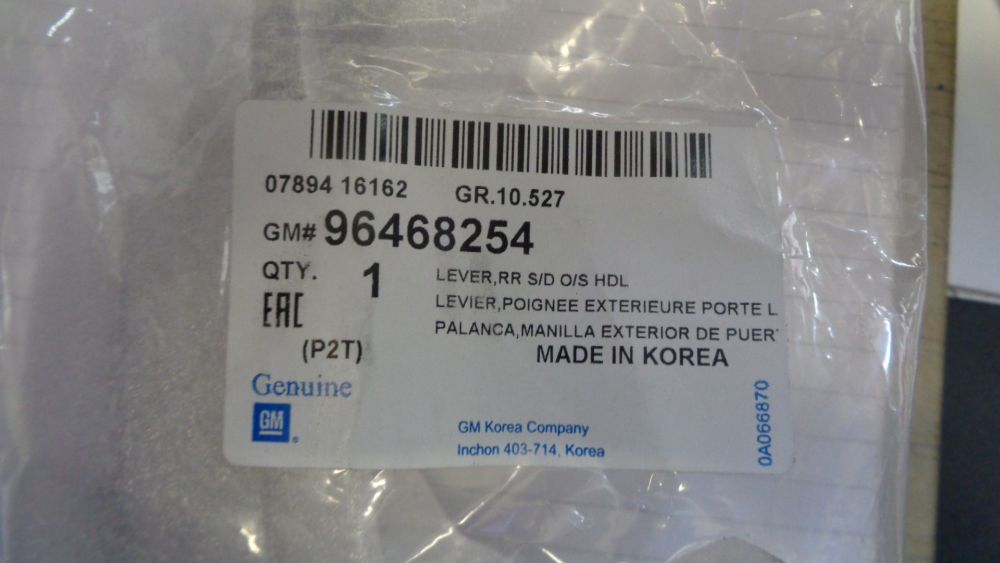 07894 16162 GR.10.527
GM# 96468254
QTY. 1 LEVER,RR S/D O/S HDL
EAC LEVIER,POIGNEE EXTERIEURE PORTE L
PALANCA,MANILLA EXTERIOR DE PUER
(P2T) MADE IN KOREA
Genuine
GM
GM Korea Company
Inchon 403-714, Korea
0A066870